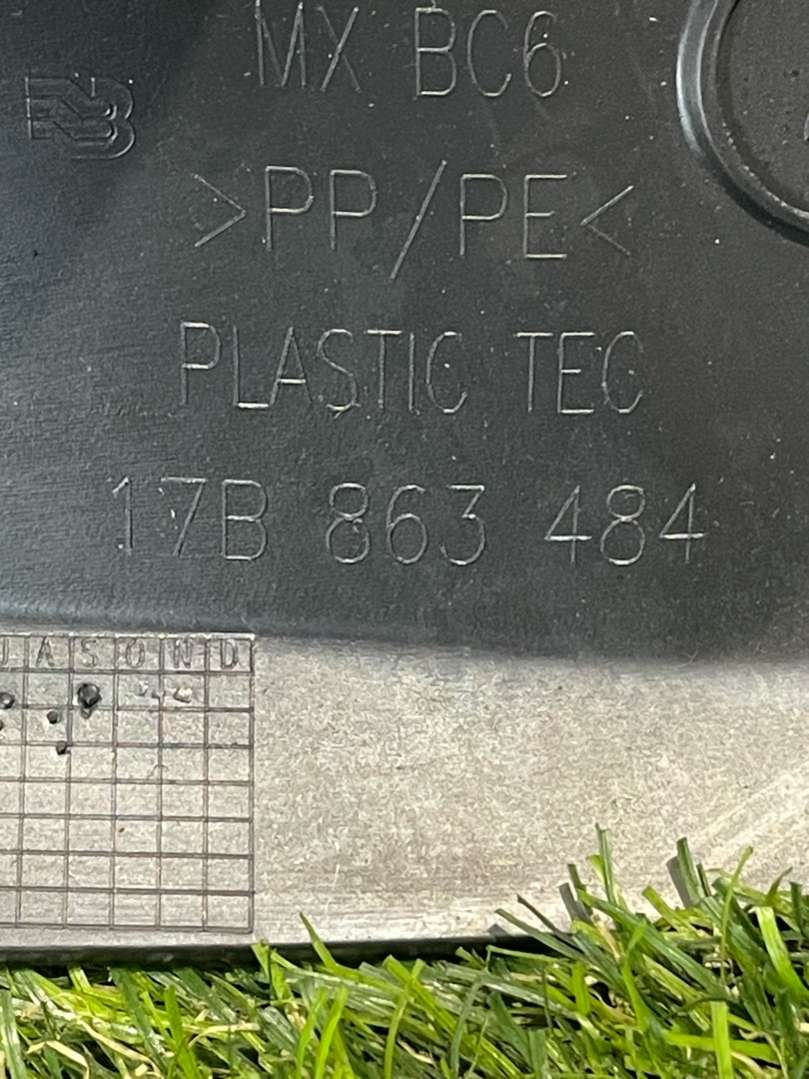 MX BC6
>PP/PE<
PLASTIC TEC
17B 863 484
J A S O N D